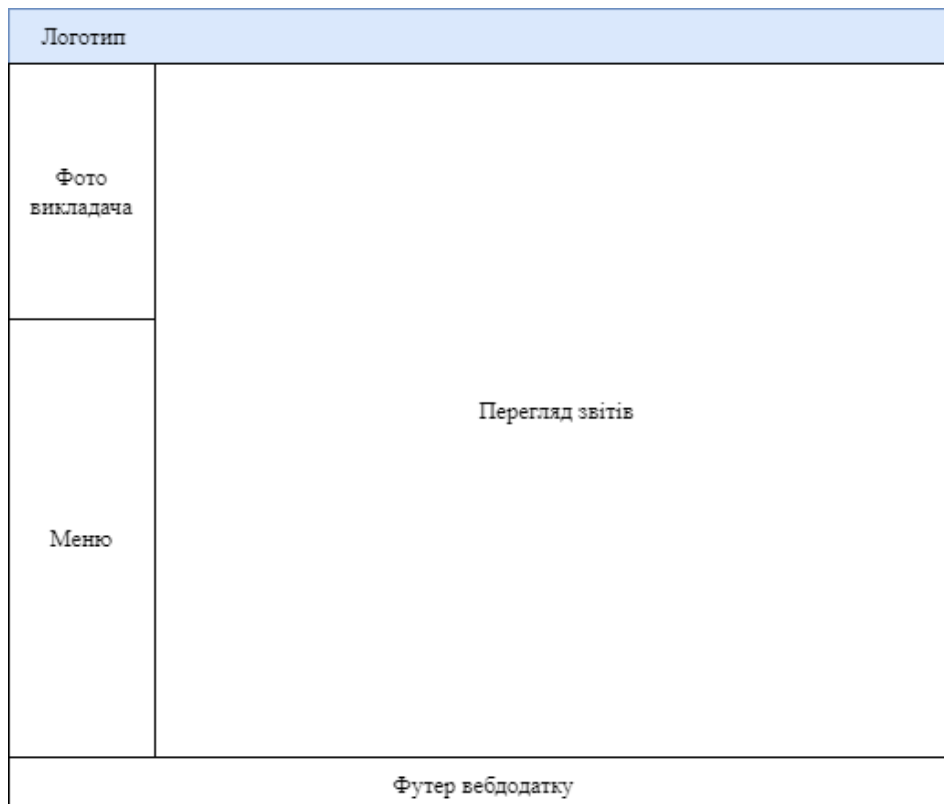 Логотип
Фото
викладача
Перегляд звітів
Меню
Футер вебдодатку